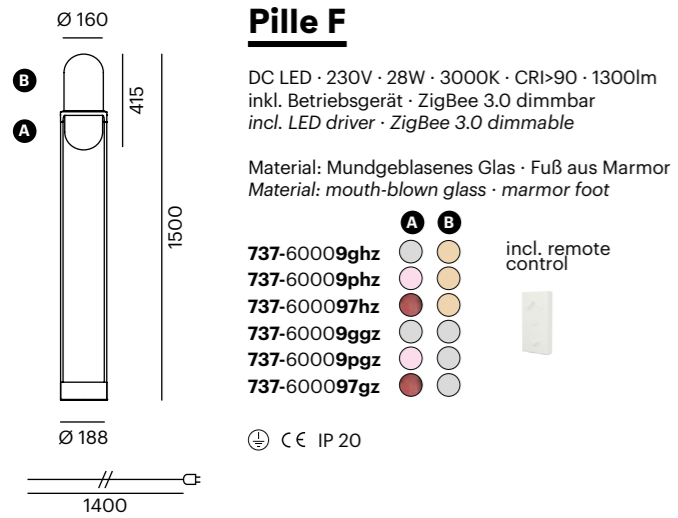 Ø 160
B
A
415
1500
Ø 188
1400
Pille F
DC LED · 230V · 28W · 3000K · CRI>90 · 1300lm
inkl. Betriebsgerät · ZigBee 3.0 dimmbar
incl. LED driver · ZigBee 3.0 dimmable
Material: Mundgeblasenes Glas · Fuß aus Marmor
Material: mouth-blown glass · marmor foot
A B
737-60009ghz
737-60009phz
737-600097hz
737-60009ggz
737-60009pgz
737-600097gz
incl. remote
control
CE IP 20